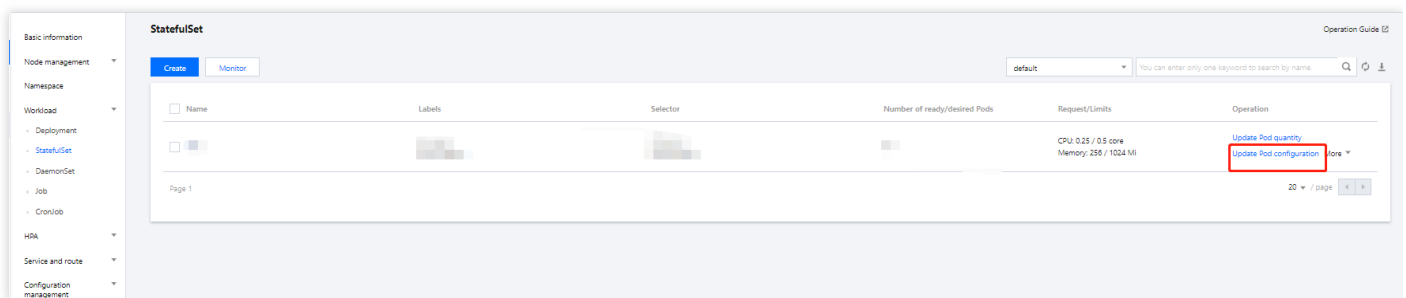 StatefulSet
Operation Guide
Basic information
Node management
Namespace
Workload
Deployment
StatefulSet
DaemonSet
Job
CronJob
HPA
Service and route
Configuration
management
Create
Monitor
default
You can enter only one keyword to search by name.
Name
Labels
Selector
Number of ready/desired Pods
Request/Limits
Operation
CPU: 0.25 / 0.5 core
Memory: 256 / 1024 Mi
Update Pod quantity
Update Pod configuration More
Page 1
20 / page